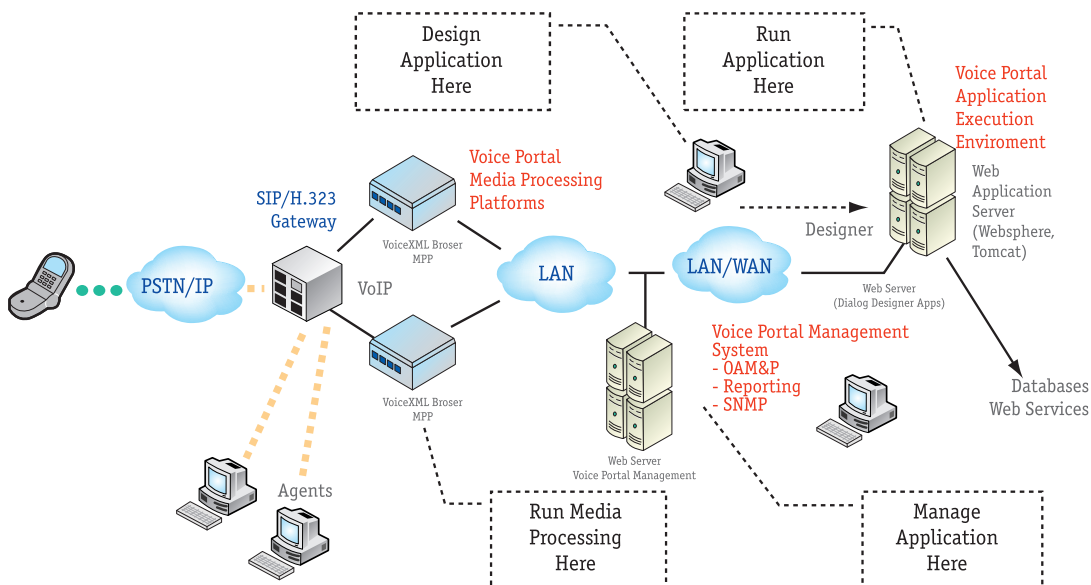 Design
Application
Here
Run
Application
Here
Voice Portal
Application
Execution
Enviroment
Voice Portal
Media Processing
Platforms
SIP/H.323
Gateway
VoiceXML Broser
MPP
Web
Application
Server
(Websphere,
Tomcat)
Designer
PSTN/IP
VoIP
LAN
LAN/WAN
Web Server
(Dialog Designer Apps)
Voice Portal Management
System
- OAM&P
- Reporting
- SNMP
VoiceXML Broser
MPP
Databases
Web Services
Web Server
Voice Portal Management
Agents
Run Media
Processing
Here
Manage
Application
Here